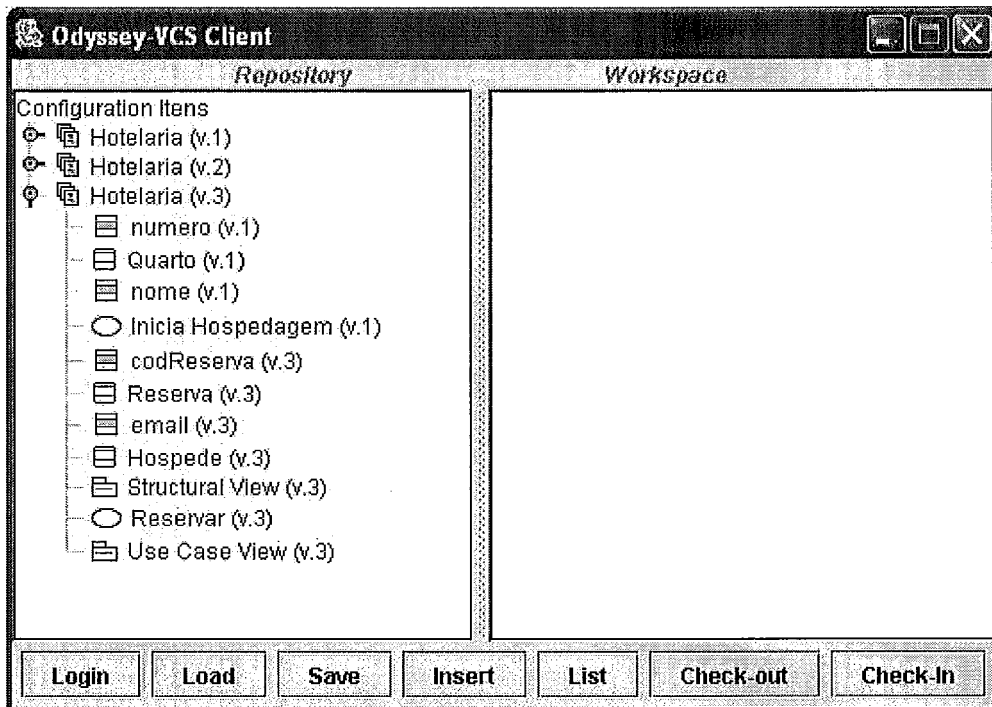 Odyssey-VCS Client
Repository
Workspace
Configuration Itens
Hotelaria (v.1)
Hotelaria (v.2)
Hotelaria (v.3)
numero (v.1)
Quarto (v.1)
nome (v.1)
Inicia Hospedagem (v.1)
codReserva (v.3)
Reserva (v.3)
email (v.3)
Hospede (v.3)
Structural View (v.3)
Reservar (v.3)
Use Case View (v.3)
Login Load Save Insert List Check-out Check-In